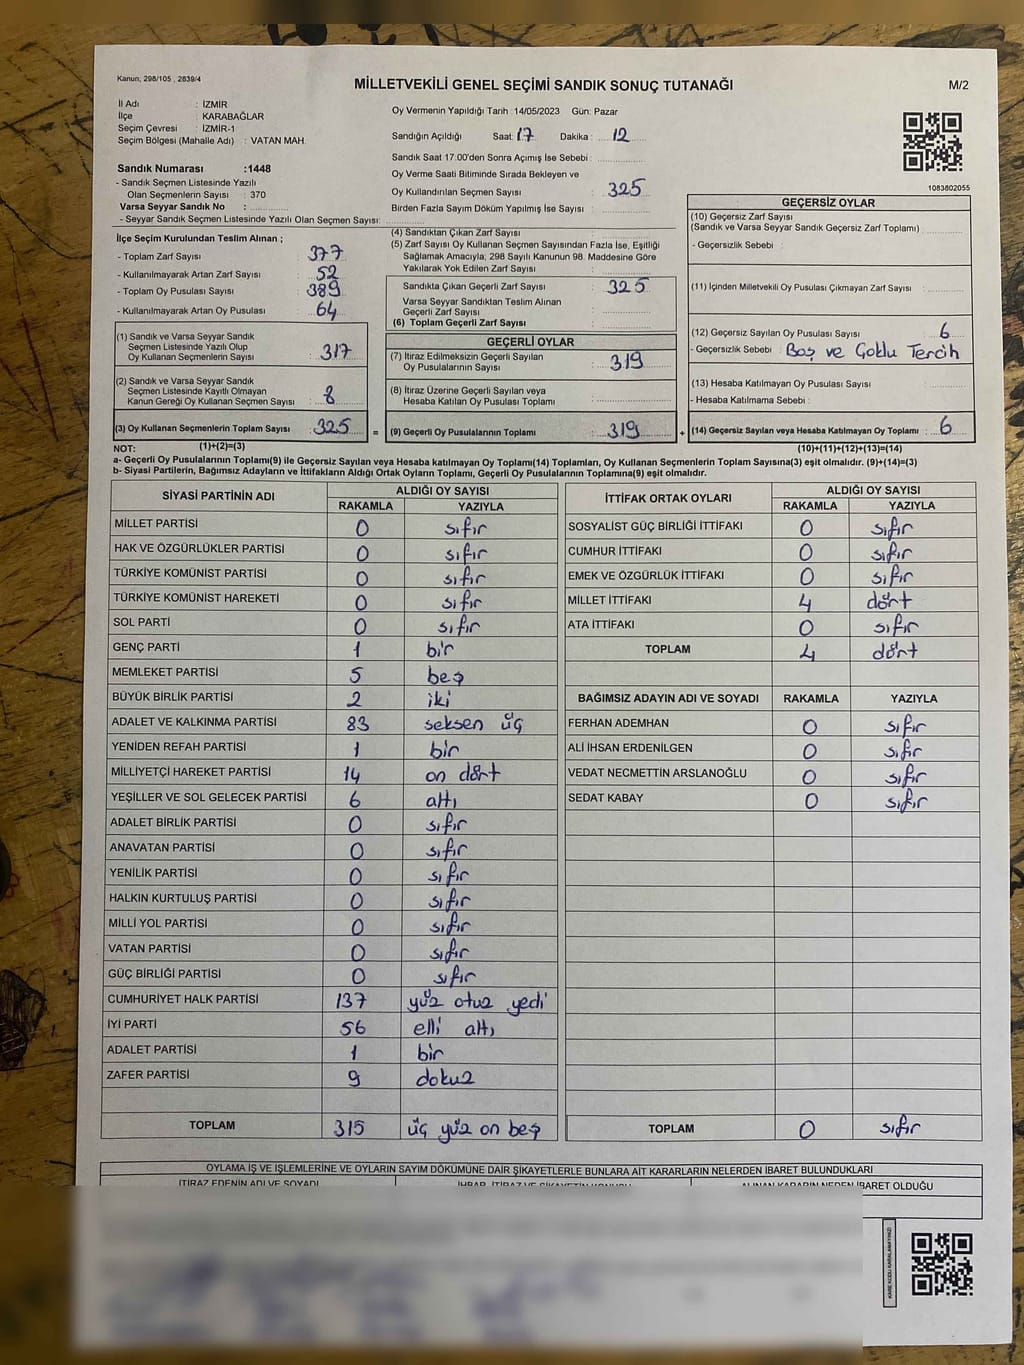 Kanun; 298/105 , 2839/4
MİLLETVEKİLİ GENEL SEÇİMİ SANDIK SONUÇ TUTANAĞI
M/2
İl Adı : İZMİR
İlçe : KARABAĞLAR
Seçim Çevresi : İZMİR-1
Seçim Bölgesi (Mahalle Adı) : VATAN MAH.
Oy Vermenin Yapıldığı Tarih : 14/05/2023 Gün: Pazar
Sandığın Açıldığı Saat: 17 Dakika : 12
Sandık Saat 17:00'den Sonra Açımış İse Sebebi :
Oy Verme Saati Bitiminde Sırada Bekleyen ve
Oy Kullandırılan Seçmen Sayısı : 325
Birden Fazla Sayım Döküm Yapılmış İse Sayısı :
1083802055
Sandık Numarası :1448
- Sandık Seçmen Listesinde Yazılı
Olan Seçmenlerin Sayısı : 370
Varsa Seyyar Sandık No :
- Seyyar Sandık Seçmen Listesinde Yazılı Olan Seçmen Sayısı:
İlçe Seçim Kurulundan Teslim Alınan ;
- Toplam Zarf Sayısı : 377
- Kullanılmayarak Artan Zarf Sayısı : 52
- Toplam Oy Pusulası Sayısı : 389
- Kullanılmayarak Artan Oy Pusulası : 64
(1) Sandık ve Varsa Seyyar Sandık
Seçmen Listesinde Yazılı Olup
Oy Kullanan Seçmenlerin Sayısı : 317
(2) Sandık ve Varsa Seyyar Sandık
Seçmen Listesinde Kayıtlı Olmayan
Kanun Gereği Oy Kullanan Seçmen Sayısı : 8
(3) Oy Kullanan Seçmenlerin Toplam Sayısı : 325 =
(1)+(2)=(3)
(4) Sandıktan Çıkan Zarf Sayısı :
(5) Zarf Sayısı Oy Kullanan Seçmen Sayısından Fazla İse, Eşitliği
Sağlamak Amacıyla; 298 Sayılı Kanunun 98. Maddesine Göre
Yakılarak Yok Edilen Zarf Sayısı :
Sandıkta Çıkan Geçerli Zarf Sayısı : 325
Varsa Seyyar Sandıktan Teslim Alınan
Geçerli Zarf Sayısı :
(6) Toplam Geçerli Zarf Sayısı :
GEÇERLİ OYLAR
(7) İtiraz Edilmeksizin Geçerli Sayılan
Oy Pusulalarının Sayısı : 319
(8) İtiraz Üzerine Geçerli Sayılan veya
Hesaba Katılan Oy Pusulası Toplamı :
(9) Geçerli Oy Pusulalarının Toplamı : 319 +
GEÇERSİZ OYLAR
(10) Geçersiz Zarf Sayısı
(Sandık ve Varsa Seyyar Sandık Geçersiz Zarf Toplamı) :
- Geçersizlik Sebebi :
(11) İçinden Milletvekili Oy Pusulası Çıkmayan Zarf Sayısı :
(12) Geçersiz Sayılan Oy Pusulası Sayısı : 6
- Geçersizlik Sebebi : Boş ve Çoklu Tercih
(13) Hesaba Katılmayan Oy Pusulası Sayısı :
- Hesaba Katılmama Sebebi :
(14) Geçersiz Sayılan veya Hesaba Katılmayan Oy Toplamı : 6
(10)+(11)+(12)+(13)=(14)
NOT:
a- Geçerli Oy Pusulalarının Toplamı(9) ile Geçersiz Sayılan veya Hesaba katılmayan Oy Toplamı(14) Toplamları, Oy Kullanan Seçmenlerin Toplam Sayısına(3) eşit olmalıdır. (9)+(14)=(3)
b- Siyasi Partilerin, Bağımsız Adayların ve İttifakların Aldığı Oyların Toplamı, Geçerli Oy Pusulalarının Toplamına(9) eşit olmalıdır.
SİYASİ PARTİNİN ADI
ALDIĞI OY SAYISI
RAKAMLA YAZIYLA
MİLLET PARTİSİ 0 sıfır
HAK VE ÖZGÜRLÜKLER PARTİSİ 0 sıfır
TÜRKİYE KOMÜNİST PARTİSİ 0 sıfır
TÜRKİYE KOMÜNİST HAREKETİ 0 sıfır
SOL PARTİ 0 sıfır
GENÇ PARTİ 1 bir
MEMLEKET PARTİSİ 5 beş
BÜYÜK BİRLİK PARTİSİ 2 iki
ADALET VE KALKINMA PARTİSİ 83 seksen üç
YENİDEN REFAH PARTİSİ 1 bir
MİLLİYETÇİ HAREKET PARTİSİ 14 on dört
YEŞİLLER VE SOL GELECEK PARTİSİ 6 altı
ADALET BİRLİK PARTİSİ 0 sıfır
ANAVATAN PARTİSİ 0 sıfır
YENİLİK PARTİSİ 0 sıfır
HALKIN KURTULUŞ PARTİSİ 0 sıfır
MİLLİ YOL PARTİSİ 0 sıfır
VATAN PARTİSİ 0 sıfır
GÜÇ BİRLİĞİ PARTİSİ 0 sıfır
CUMHURİYET HALK PARTİSİ 137 yüz otuz yedi
İYİ PARTİ 56 elli altı
ADALET PARTİSİ 1 bir
ZAFER PARTİSİ 9 dokuz
TOPLAM 315 üç yüz on beş
İTTİFAK ORTAK OYLARI
ALDIĞI OY SAYISI
RAKAMLA YAZIYLA
SOSYALİST GÜÇ BİRLİĞİ İTTİFAKI 0 sıfır
CUMHUR İTTİFAKI 0 sıfır
EMEK VE ÖZGÜRLÜK İTTİFAKI 0 sıfır
MİLLET İTTİFAKI 4 dört
ATA İTTİFAKI 0 sıfır
TOPLAM 4 dört
BAĞIMSIZ ADAYIN ADI VE SOYADI RAKAMLA YAZIYLA
FERHAN ADEMHAN 0 sıfır
ALİ İHSAN ERDENİLGEN 0 sıfır
VEDAT NECMETTİN ARSLANOĞLU 0 sıfır
SEDAT KABAY 0 sıfır
TOPLAM 0 sıfır
OYLAMA İŞ VE İŞLEMLERİNE VE OYLARIN SAYIM DÖKÜMÜNE DAİR ŞİKAYETLERLE BUNLARA AİT KARARLARIN NELERDEN İBARET BULUNDUKLARI
İTİRAZ EDENİN ADI VE SOYADI
İHBAR, İTİRAZ VE ŞİKAYETİN KONUSU
ALINAN KARARIN NEDEN İBARET OLDUĞU
KARE KODU KARALAMAYINIZ!